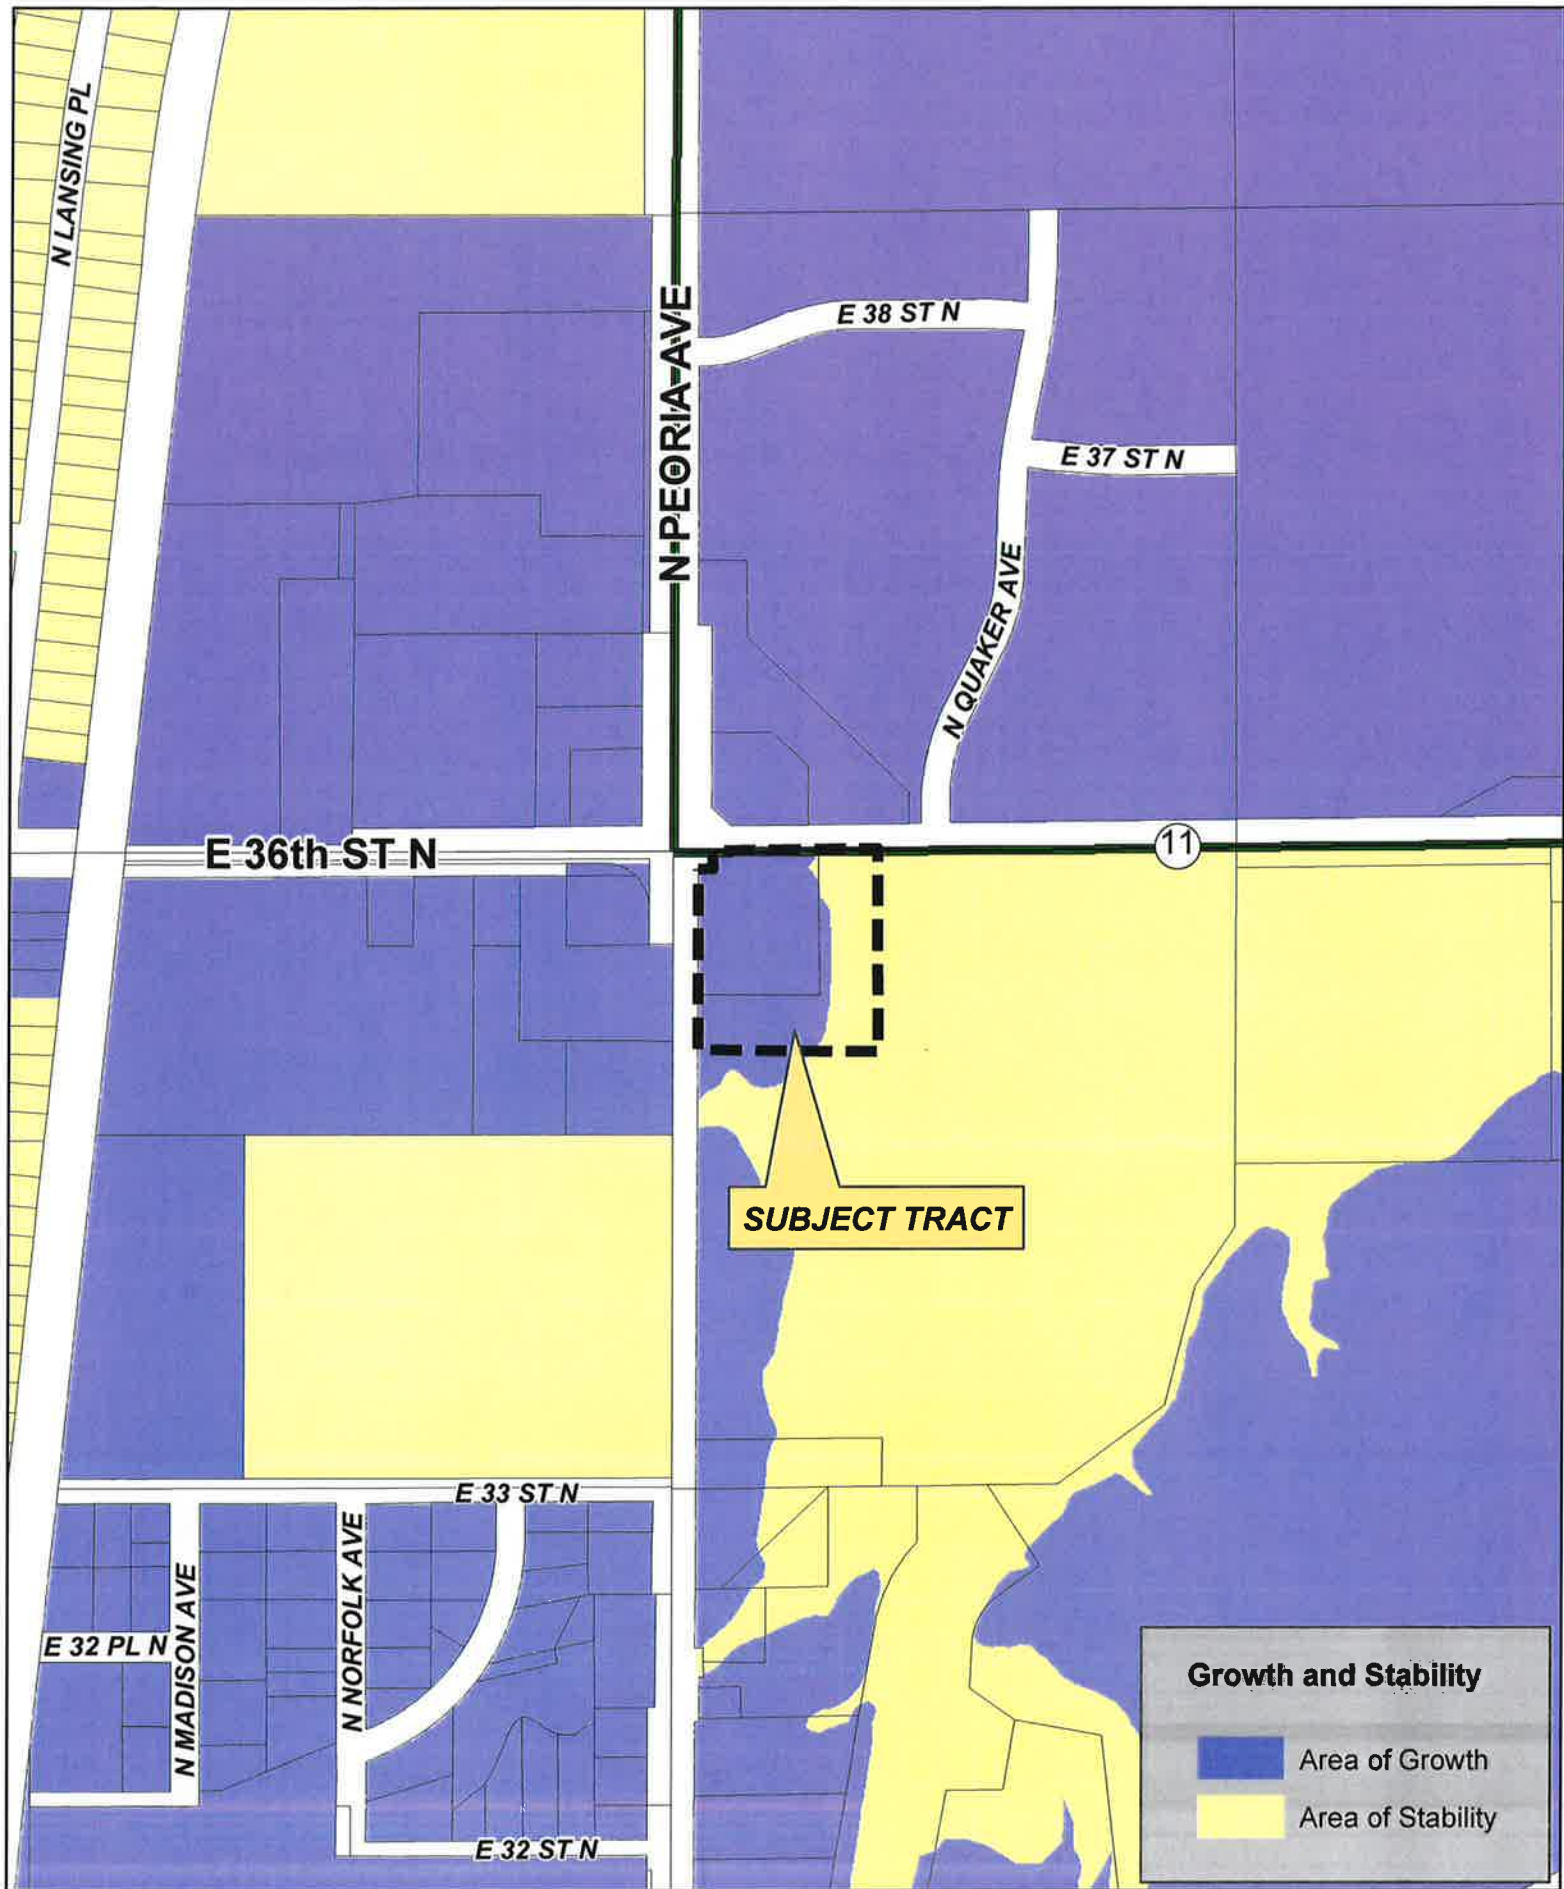 N LANSING PL
E 38 ST N
N PEORIA AVE
E 37 ST N
N QUAKER AVE
E 36th ST N
11
SUBJECT TRACT
E 33 ST N
N NORFOLK AVE
N MADISON AVE
E 32 PL N
E 32 ST N
Growth and Stability
Area of Growth
Area of Stability